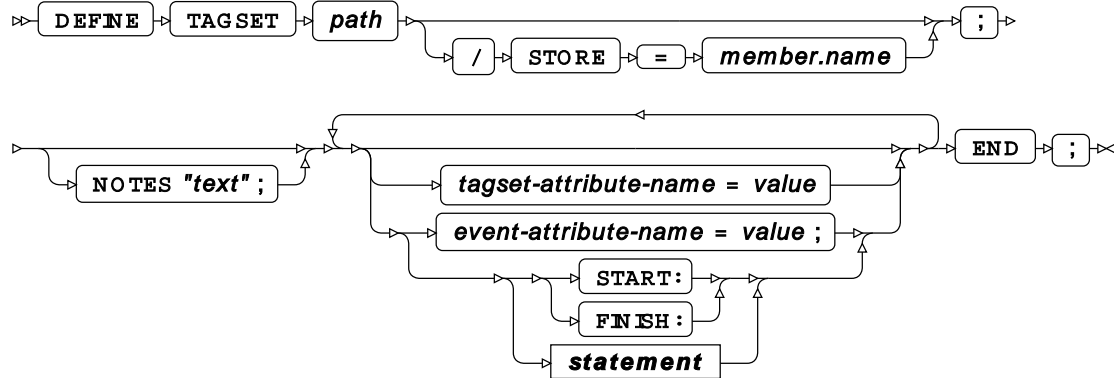 DEFINE TAGSET path ;
/ STORE = member.name
NOTES "text" ;
END ;
tagset-attribute-name = value
event-attribute-name = value ;
START:
FINISH:
statement